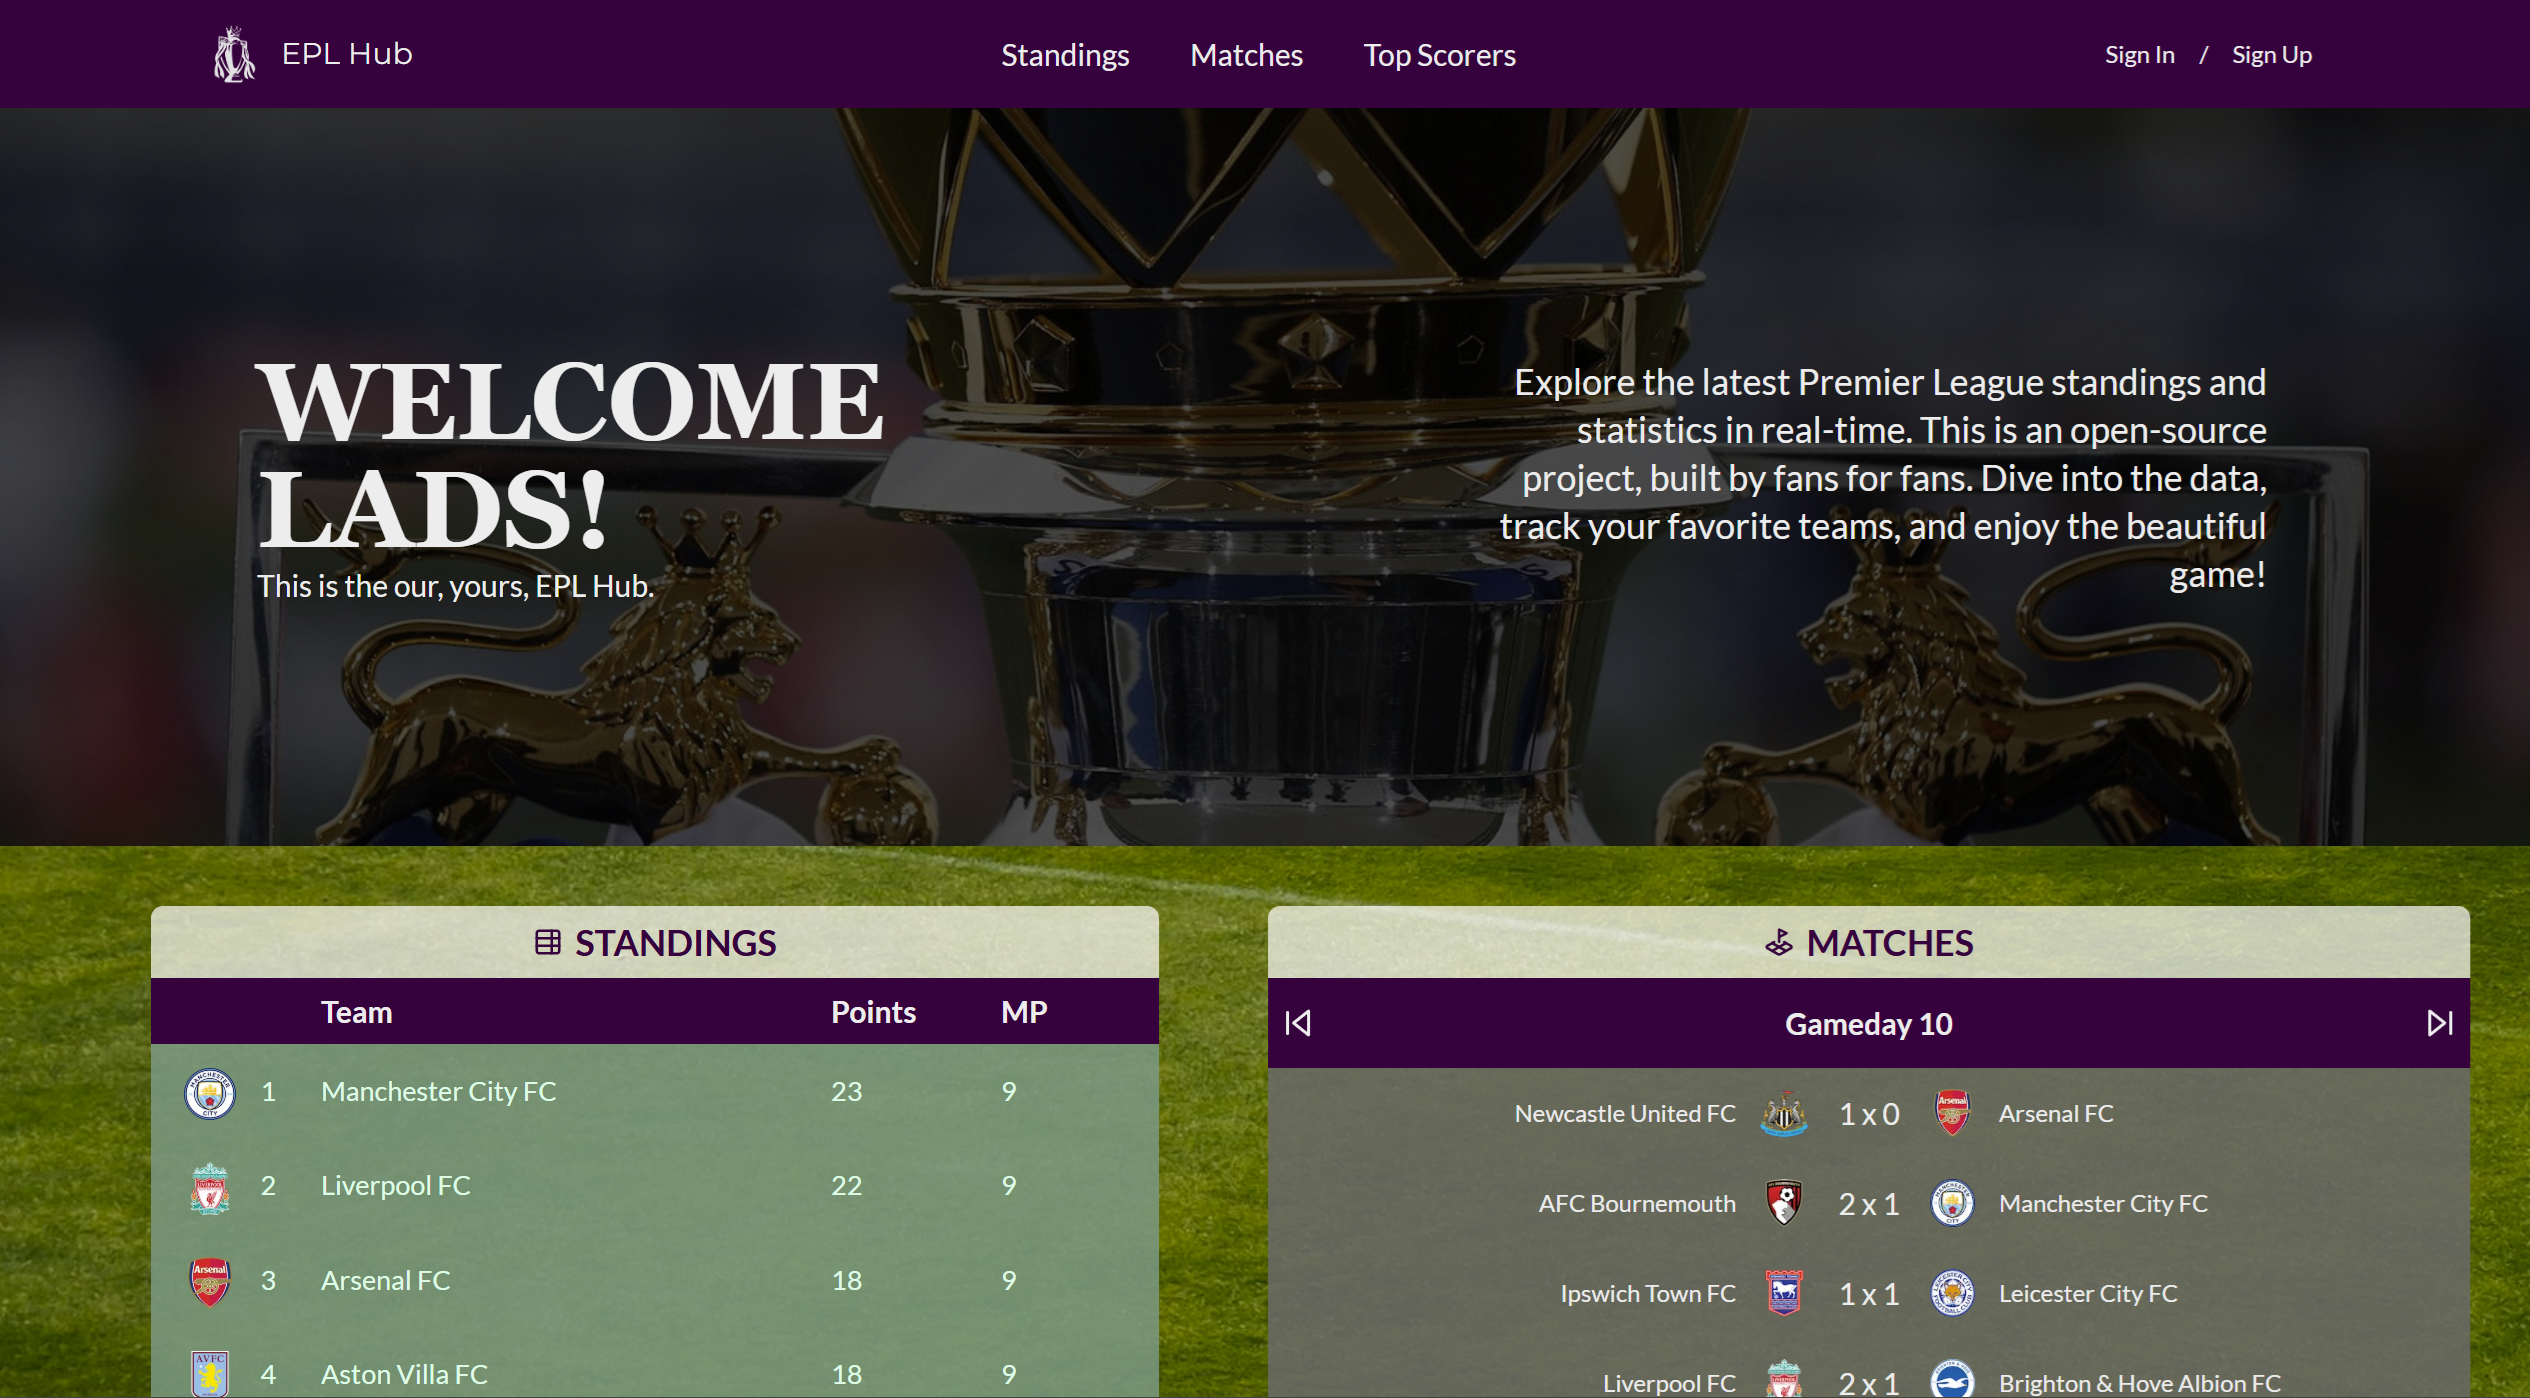 EPL Hub
Standings
Matches
Top Scorers
Sign In / Sign Up
WELCOME
LADS!
This is the our, yours, EPL Hub.
Explore the latest Premier League standings and
statistics in real-time. This is an open-source
project, built by fans for fans. Dive into the data,
track your favorite teams, and enjoy the beautiful
game!
STANDINGS
Team Points MP
1 Manchester City FC 23 9
2 Liverpool FC 22 9
3 Arsenal FC 18 9
4 Aston Villa FC 18 9
MATCHES
Gameday 10
Newcastle United FC 1 x 0 Arsenal FC
AFC Bournemouth 2 x 1 Manchester City FC
Ipswich Town FC 1 x 1 Leicester City FC
Liverpool FC 2 x 1 Brighton & Hove Albion FC